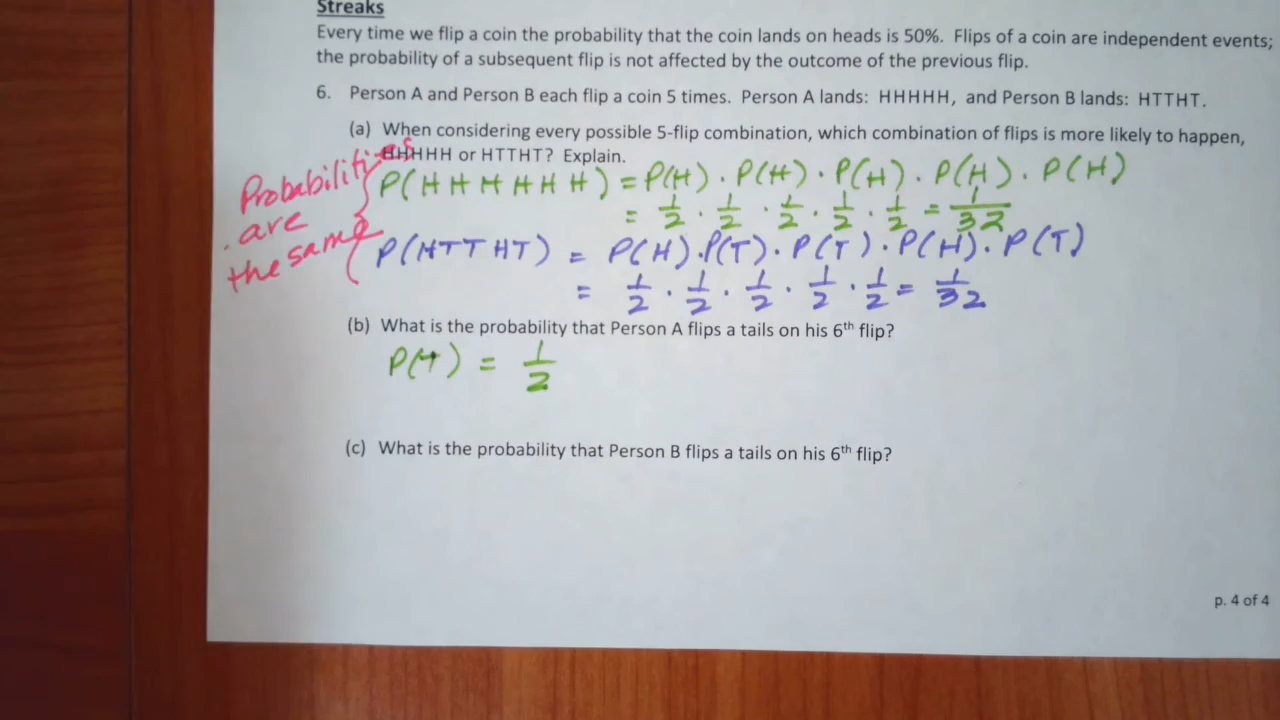 Streaks
Every time we flip a coin the probability that the coin lands on heads is 50%. Flips of a coin are independent events;
the probability of a subsequent flip is not affected by the outcome of the previous flip.
6. Person A and Person B each flip a coin 5 times. Person A lands: HHHHH, and Person B lands: HTTHT.
(a) When considering every possible 5-flip combination, which combination of flips is more likely to happen,
HHHHH or HTTHT? Explain.
Probabilities
are
the same
P(HHHHHH) = P(H) · P(H) · P(H) · P(H) · P(H)
= 1/2 · 1/2 · 1/2 · 1/2 · 1/2 = 1/32
P(HTTHT) = P(H) · P(T) · P(T) · P(H) · P(T)
= 1/2 · 1/2 · 1/2 · 1/2 · 1/2 = 1/32
(b) What is the probability that Person A flips a tails on his 6th flip?
P(T) = 1/2
(c) What is the probability that Person B flips a tails on his 6th flip?
p. 4 of 4